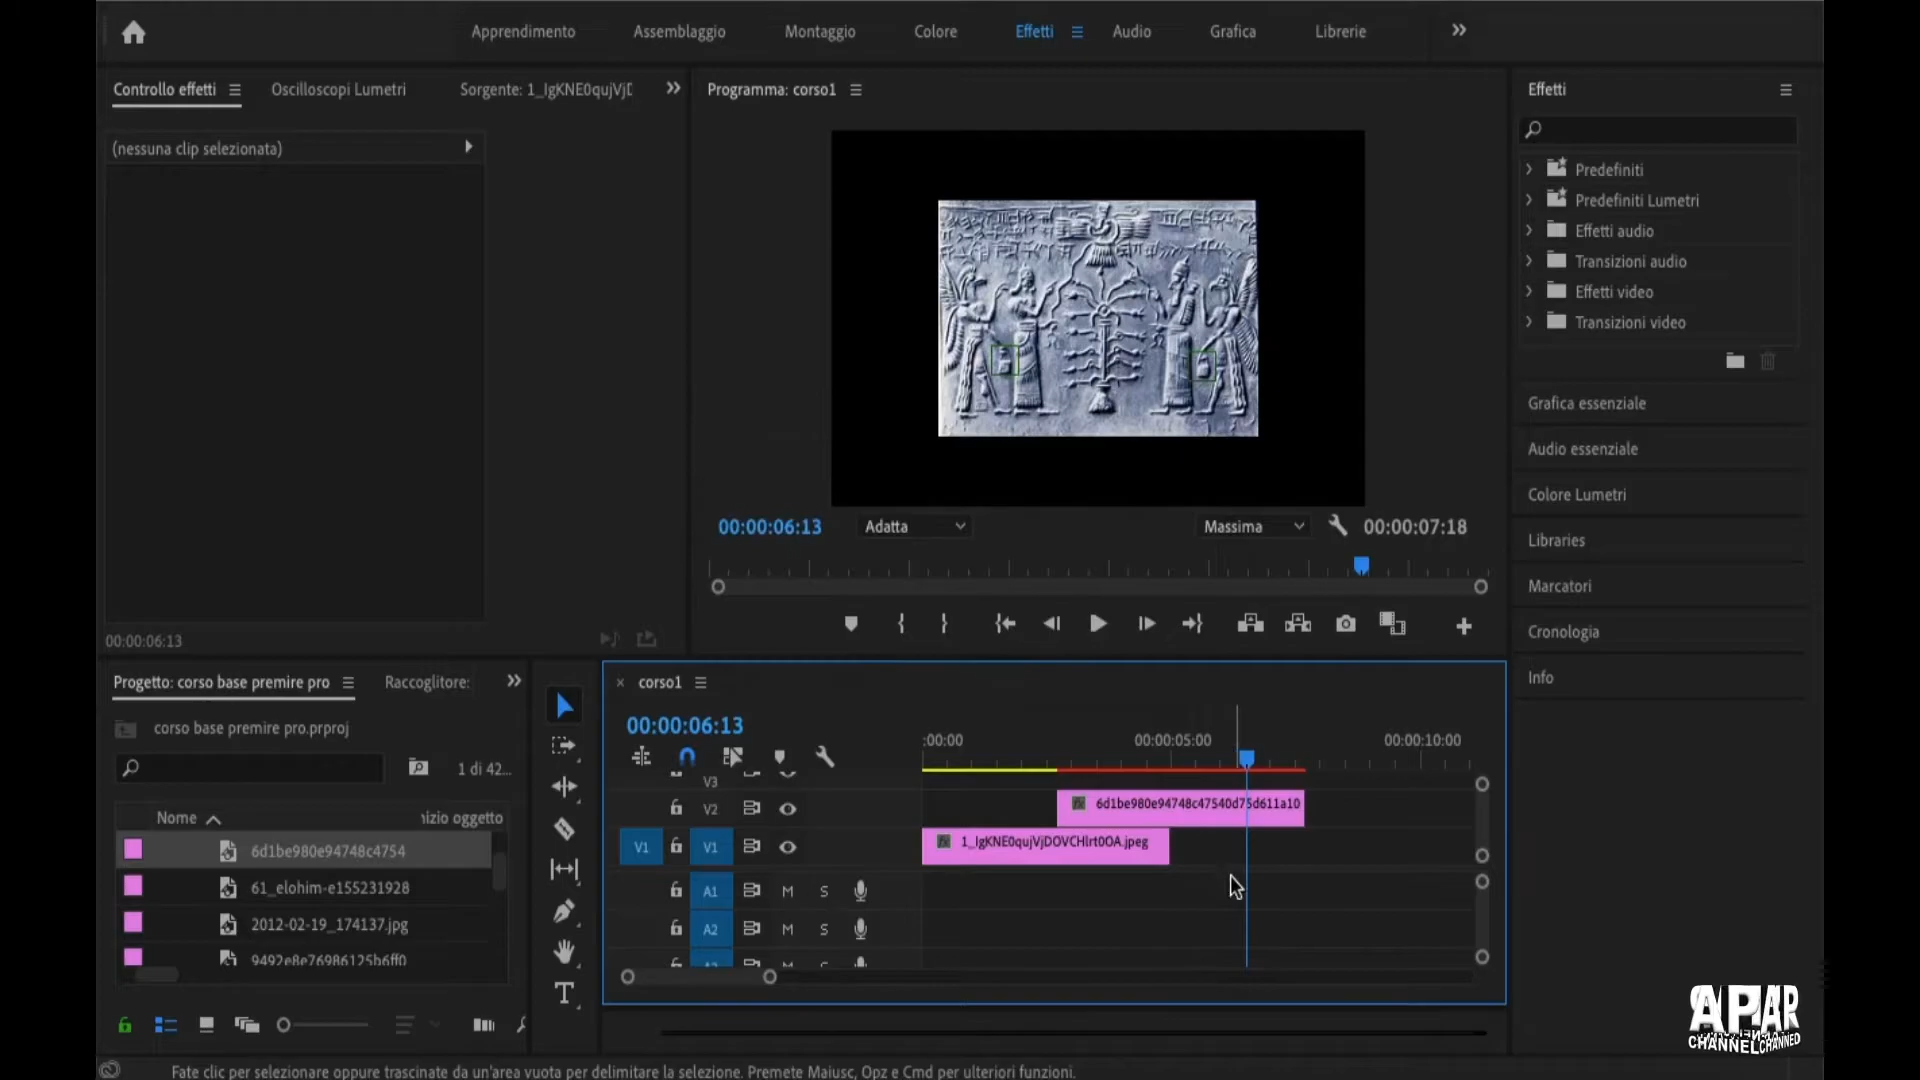 Apprendimento Assemblaggio Montaggio Colore Effetti Audio Grafica Librerie
Controllo effetti Oscilloscopi Lumetri Sorgente: 1_IgKNE0qujVjD
(nessuna clip selezionata)
00:00:06:13
Programma: corso1
00:00:06:13 Adatta Massima 00:00:07:18
Effetti
Predefiniti
Predefiniti Lumetri
Effetti audio
Transizioni audio
Effetti video
Transizioni video
Grafica essenziale
Audio essenziale
Colore Lumetri
Libraries
Marcatori
Cronologia
Info
Progetto: corso base premire pro Raccoglitore:
corso base premire pro.prproj
1 di 42...
Nome nizio oggetto
6d1be980e94748c4754
61_elohim-e155231928
2012-02-19_174137.jpg
9492e8e76986125b6ff0
× corso1
00:00:06:13
:00:00 00:00:05:00 00:00:10:00
V3
V2 fx 6d1be980e94748c47540d75d611a10
V1 V1 fx 1_IgKNE0qujVjDOVCHlrt0OA.jpeg
A1 M S
A2 M S
T
APAR
CHANNEL
Fate clic per selezionare oppure trascinate da un'area vuota per delimitare la selezione. Premete Maiusc, Opz e Cmd per ulteriori funzioni.